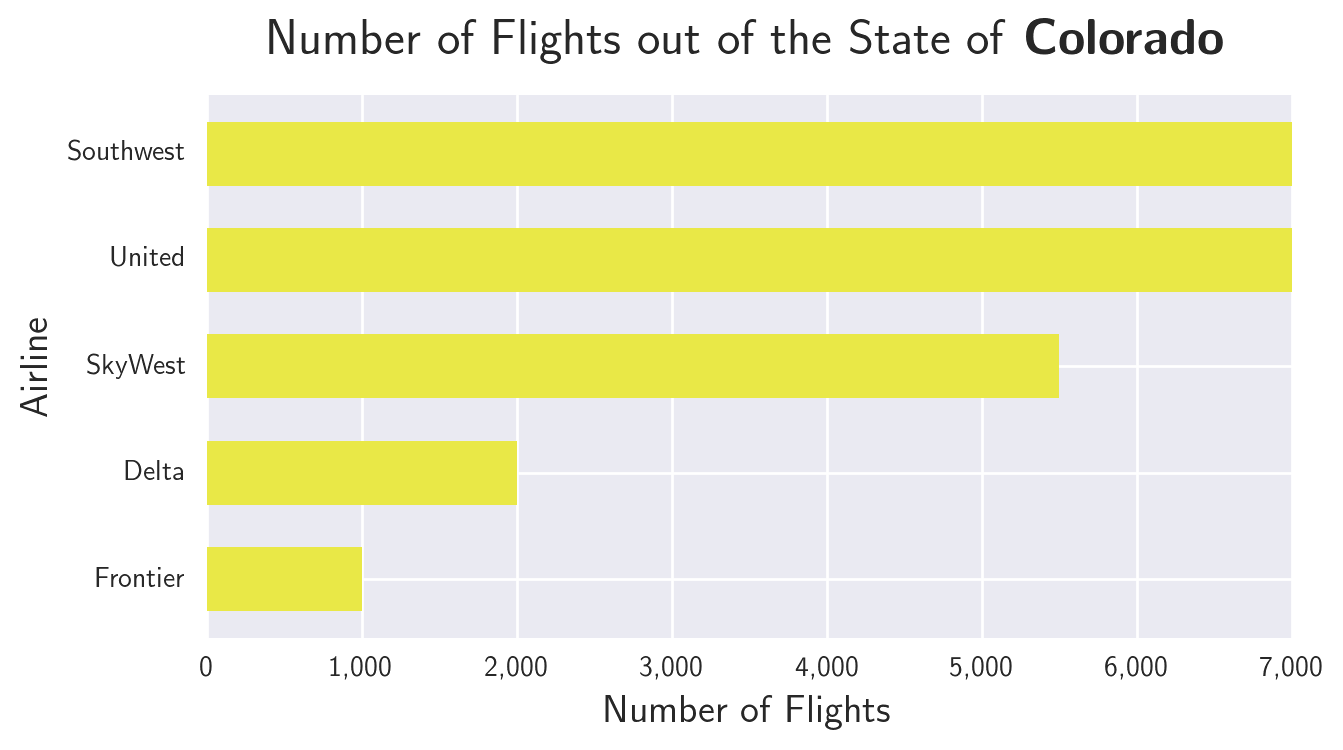 Number of Flights out of the State of Colorado
Southwest
United
SkyWest
Delta
Frontier
Airline
0 1,000 2,000 3,000 4,000 5,000 6,000 7,000
Number of Flights